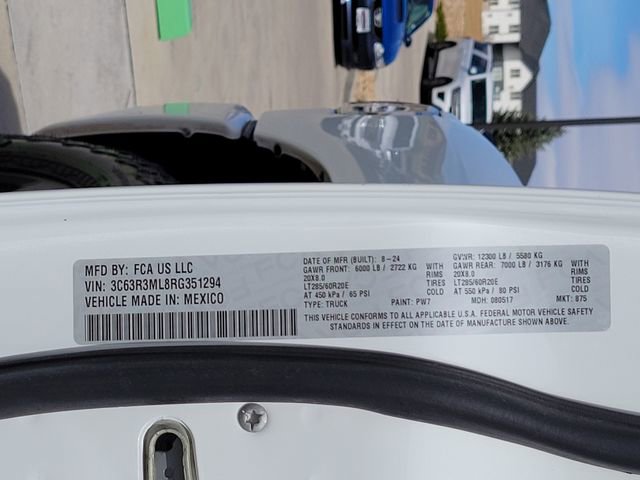 MFD BY: FCA US LLC
VIN: 3C63R3ML8RG351294
VEHICLE MADE IN: MEXICO
DATE OF MFR (BUILT): 8-24
GAWR FRONT: 6000 LB / 2722 KG WITH
20X8.0 RIMS
LT285/60R20E TIRES
AT 450 kPa / 65 PSI COLD
TYPE: TRUCK PAINT: PW7
GVWR: 12300 LB / 5580 KG
GAWR REAR: 7000 LB / 3176 KG WITH
20X8.0 RIMS
LT285/60R20E TIRES
AT 550 kPa / 80 PSI COLD
MDH: 080517 MKT: 875
THIS VEHICLE CONFORMS TO ALL APPLICABLE U.S.A. FEDERAL MOTOR VEHICLE SAFETY
STANDARDS IN EFFECT ON THE DATE OF MANUFACTURE SHOWN ABOVE.